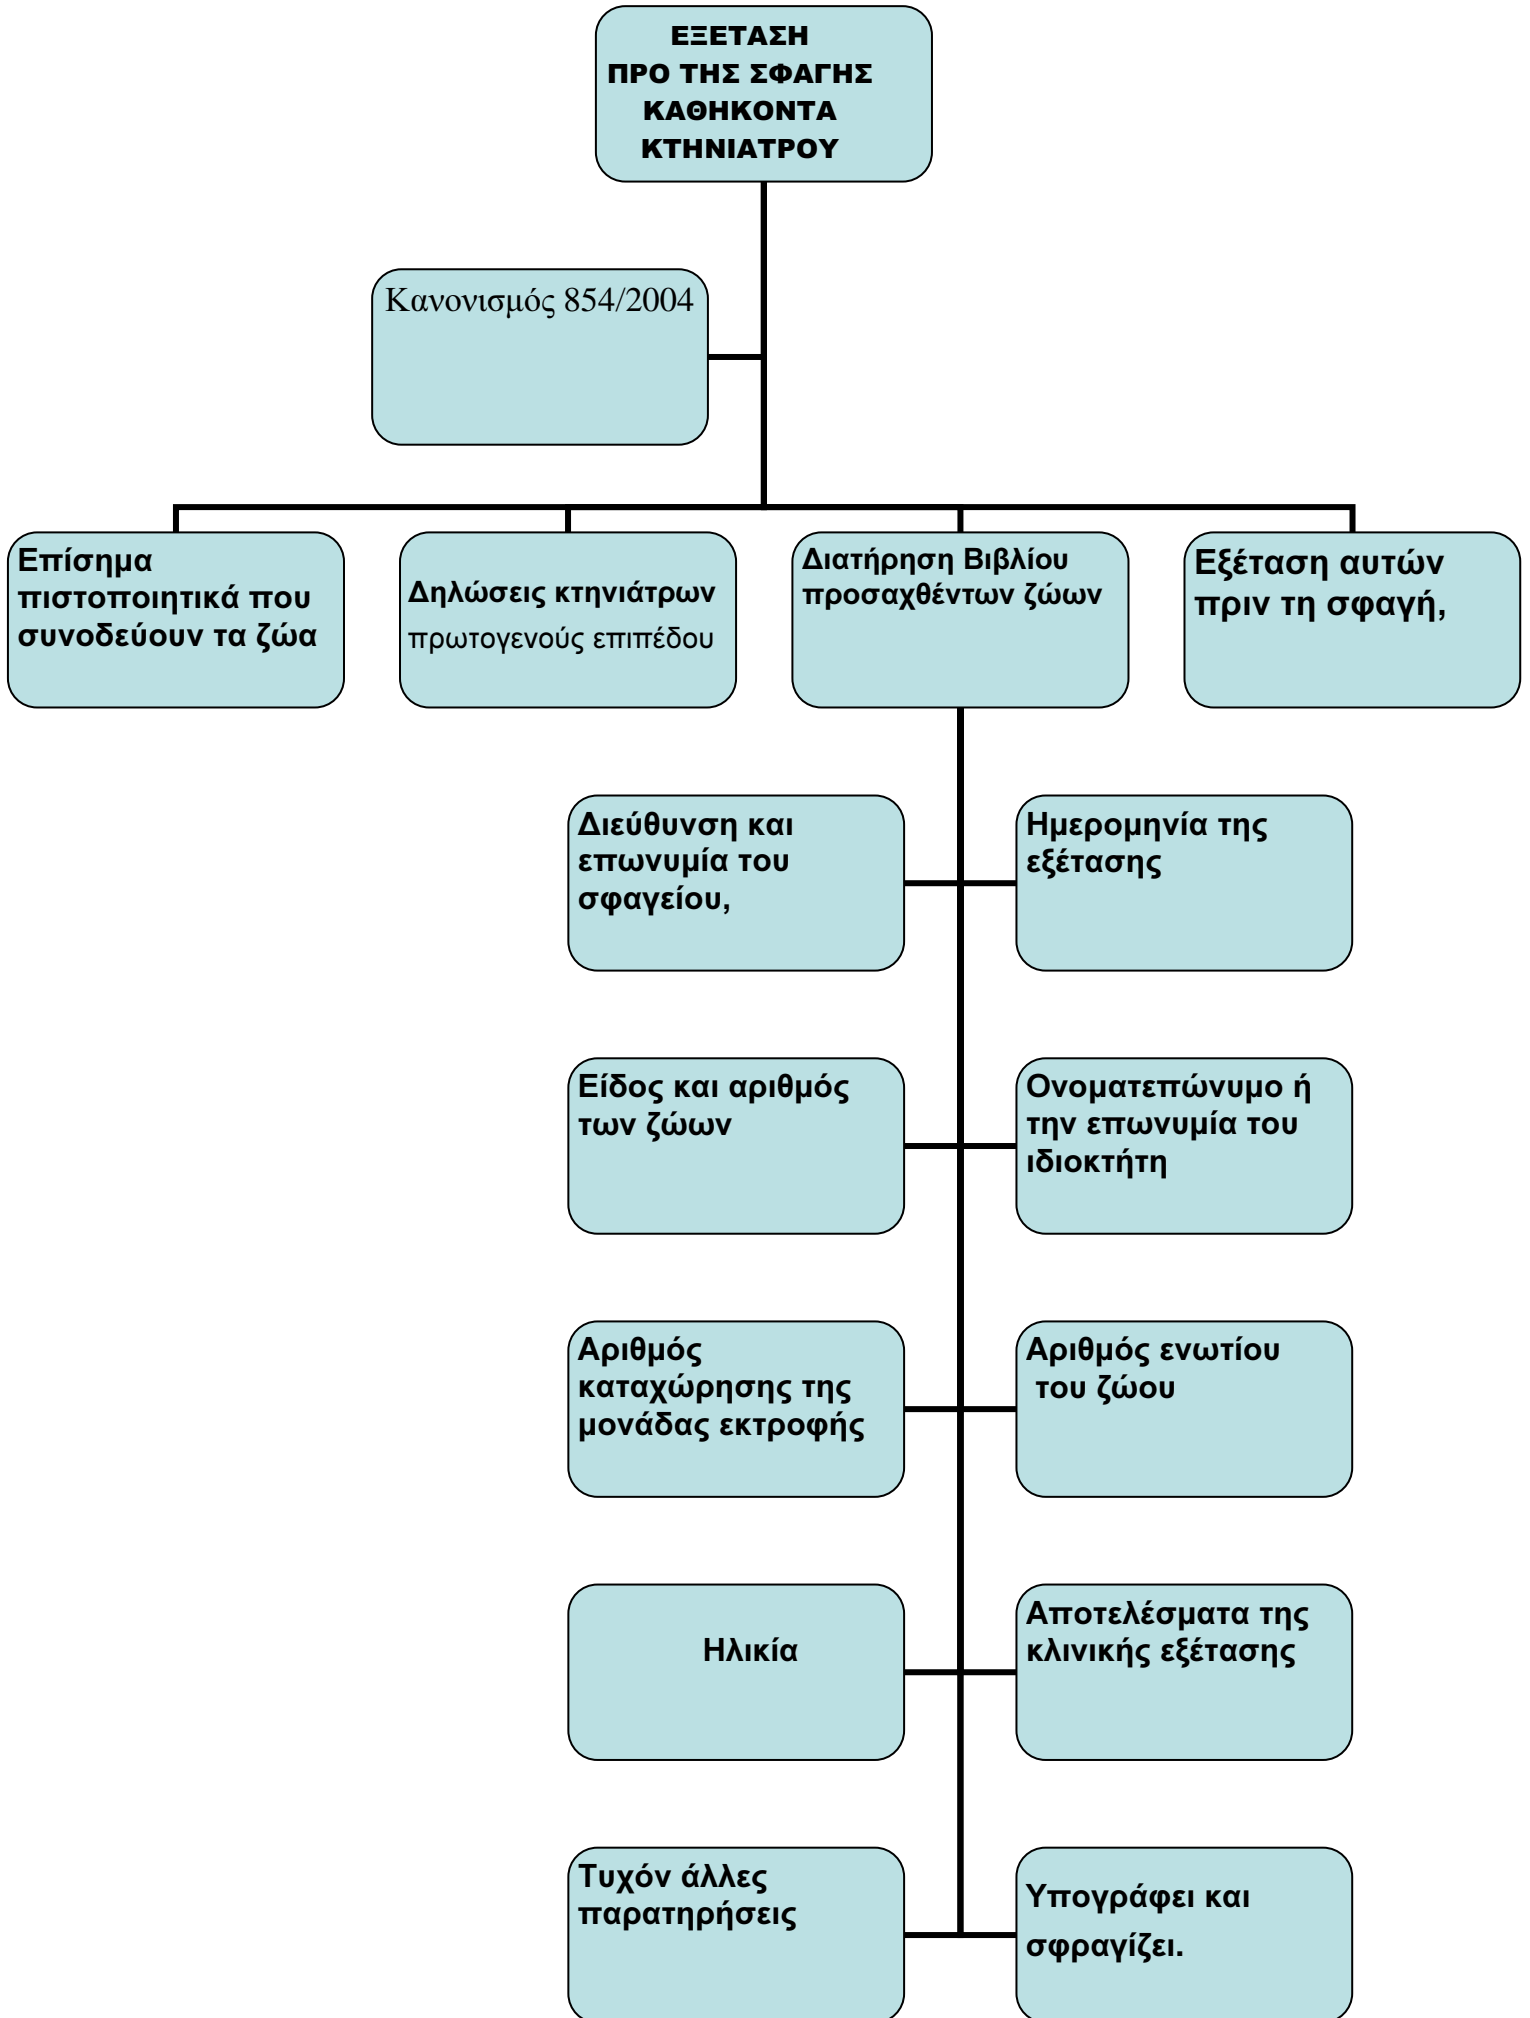 ΕΞΕΤΑΣΗ
ΠΡΟ ΤΗΣ ΣΦΑΓΗΣ
ΚΑΘΗΚΟΝΤΑ
ΚΤΗΝΙΑΤΡΟΥ
Κανονισμός 854/2004
Επίσημα
πιστοποιητικά που
συνοδεύουν τα ζώα
Δηλώσεις κτηνιάτρων
πρωτογενούς επιπέδου
Διατήρηση Βιβλίου
προσαχθέντων ζώων
Εξέταση αυτών
πριν τη σφαγή,
Διεύθυνση και
επωνυμία του
σφαγείου,
Ημερομηνία της
εξέτασης
Είδος και αριθμός
των ζώων
Ονοματεπώνυμο ή
την επωνυμία του
ιδιοκτήτη
Αριθμός
καταχώρησης της
μονάδας εκτροφής
Αριθμός ενωτίου
του ζώου
Ηλικία
Αποτελέσματα της
κλινικής εξέτασης
Τυχόν άλλες
παρατηρήσεις
Υπογράφει και
σφραγίζει.